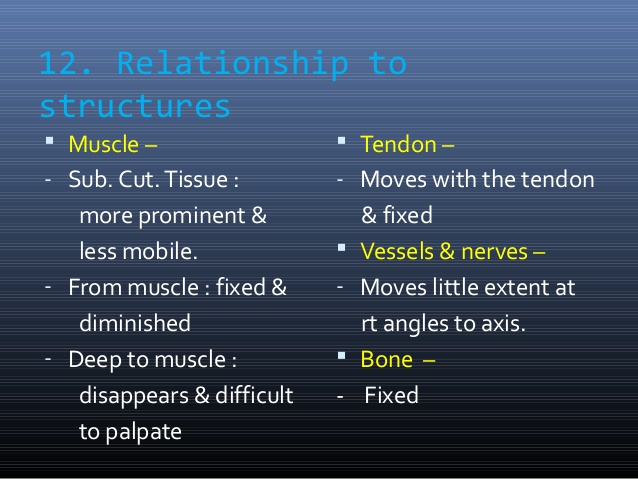 12. Relationship to
structures
▪ Muscle –
- Sub. Cut. Tissue :
more prominent &
less mobile.
- From muscle : fixed &
diminished
- Deep to muscle :
disappears & difficult
to palpate
▪ Tendon –
- Moves with the tendon
& fixed
▪ Vessels & nerves –
- Moves little extent at
rt angles to axis.
▪ Bone –
- Fixed